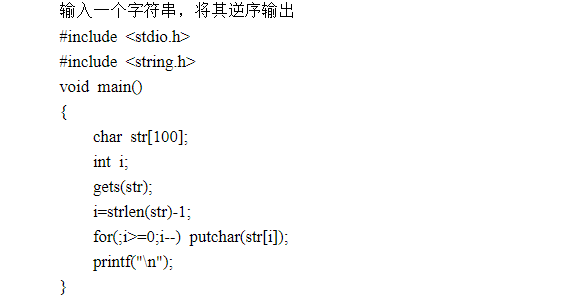 输入一个字符串，将其逆序输出
#include <stdio.h>
#include <string.h>
void main()
{
char str[100];
int i;
gets(str);
i=strlen(str)-1;
for(;i>=0;i--) putchar(str[i]);
printf("\n");
}